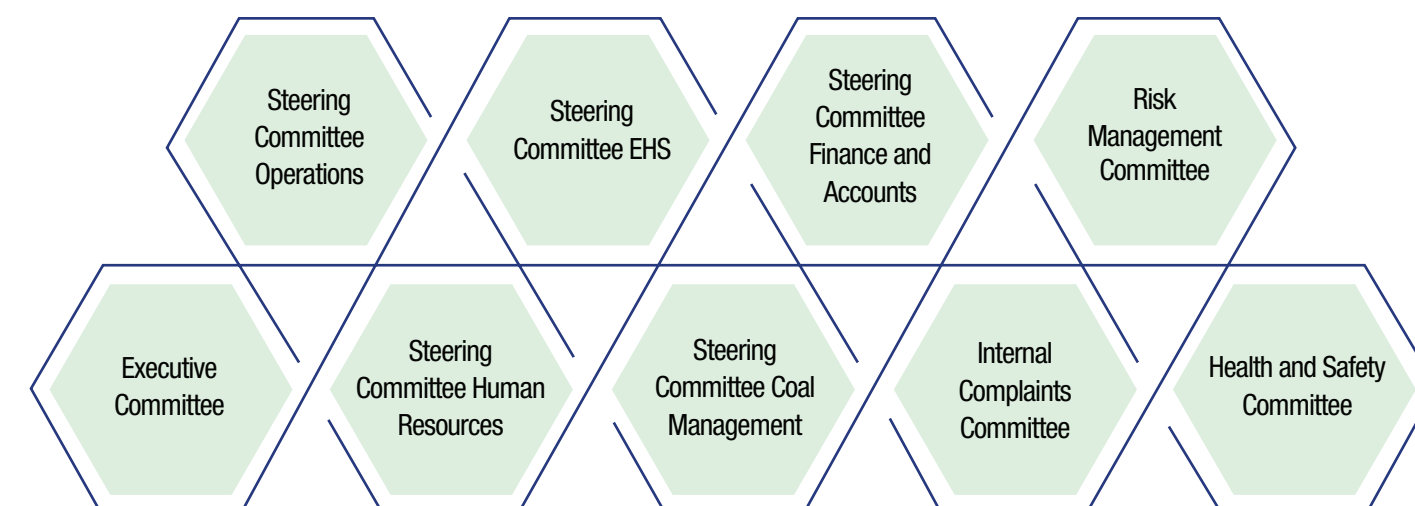 Steering
Committee
Operations
Steering
Committee EHS
Steering
Committee
Finance and
Accounts
Risk
Management
Committee
Executive
Committee
Steering
Committee Human
Resources
Steering
Committee Coal
Management
Internal
Complaints
Committee
Health and Safety
Committee